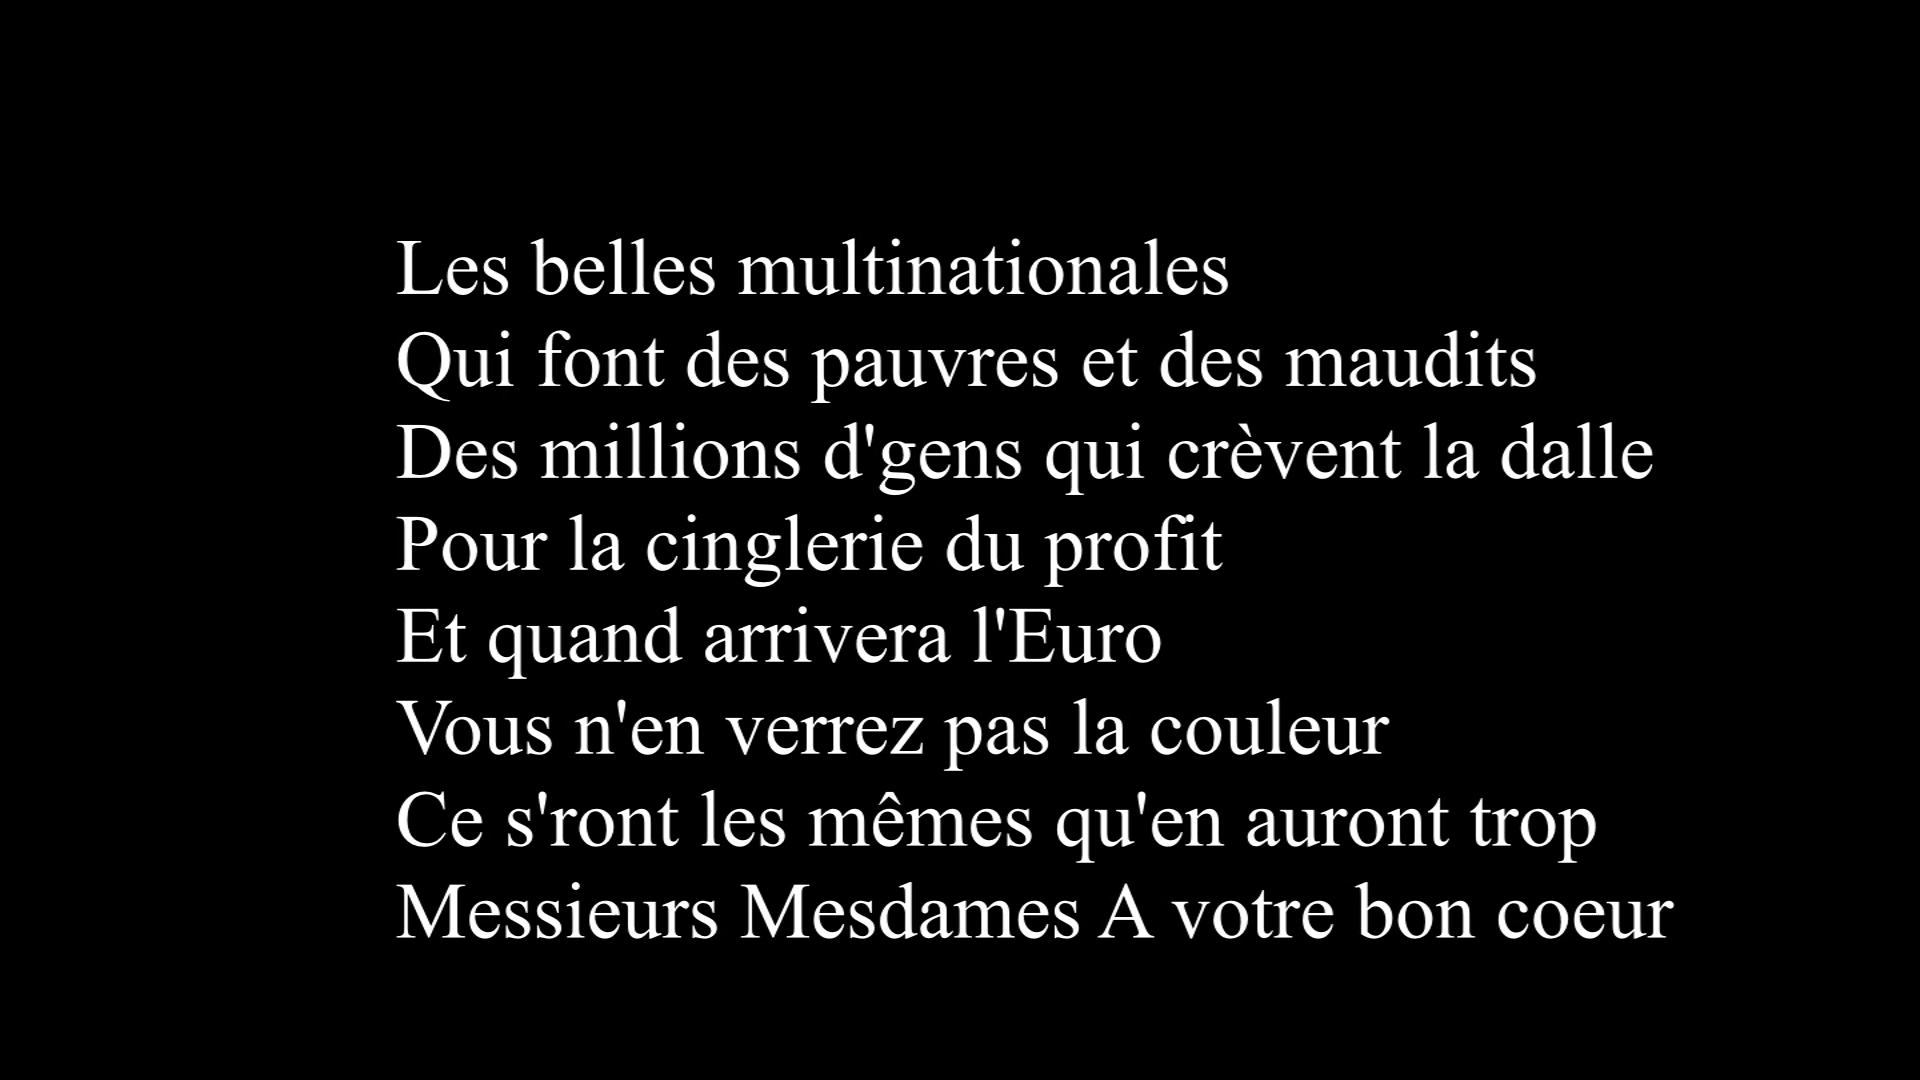 Les belles multinationales
Qui font des pauvres et des maudits
Des millions d'gens qui crèvent la dalle
Pour la cinglerie du profit
Et quand arrivera l'Euro
Vous n'en verrez pas la couleur
Ce s'ront les mêmes qu'en auront trop
Messieurs Mesdames A votre bon coeur